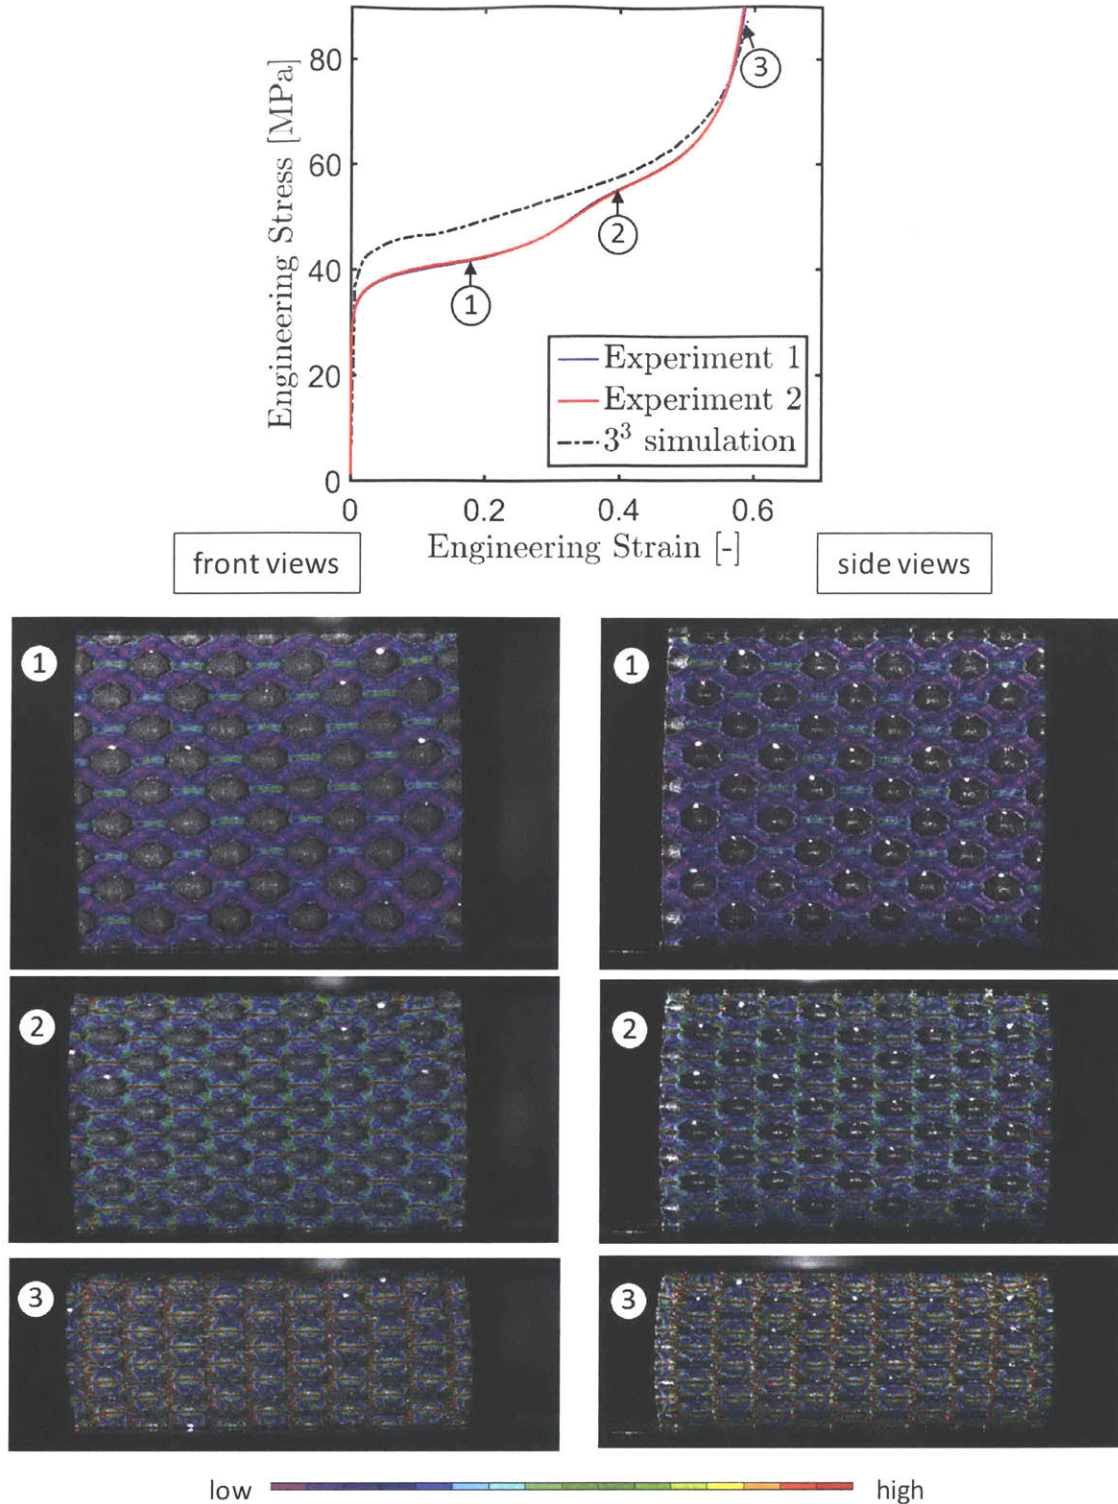 Engineering Stress [MPa]
80
60
40
20
0
0 0.2 0.4 0.6
Engineering Strain [-]
1
2
3
Experiment 1
Experiment 2
3³ simulation
front views
side views
1
1
2
2
3
3
low
high